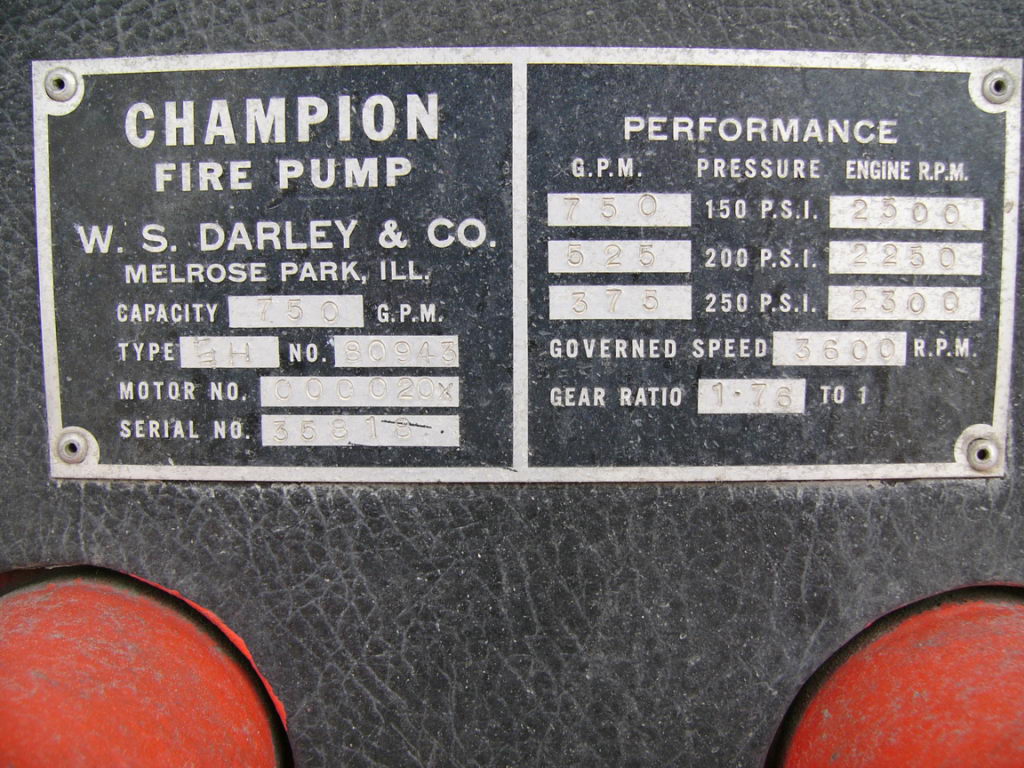 CHAMPION
FIRE PUMP
W. S. DARLEY & CO.
MELROSE PARK, ILL.
CAPACITY 750 G.P.M.
TYPE H NO. 80943
MOTOR NO. 000020X
SERIAL NO. 35818
PERFORMANCE
G.P.M. PRESSURE ENGINE R.P.M.
750 150 P.S.I. 2300
525 200 P.S.I. 2250
375 250 P.S.I. 2300
GOVERNED SPEED 3600 R.P.M.
GEAR RATIO 1.76 TO 1